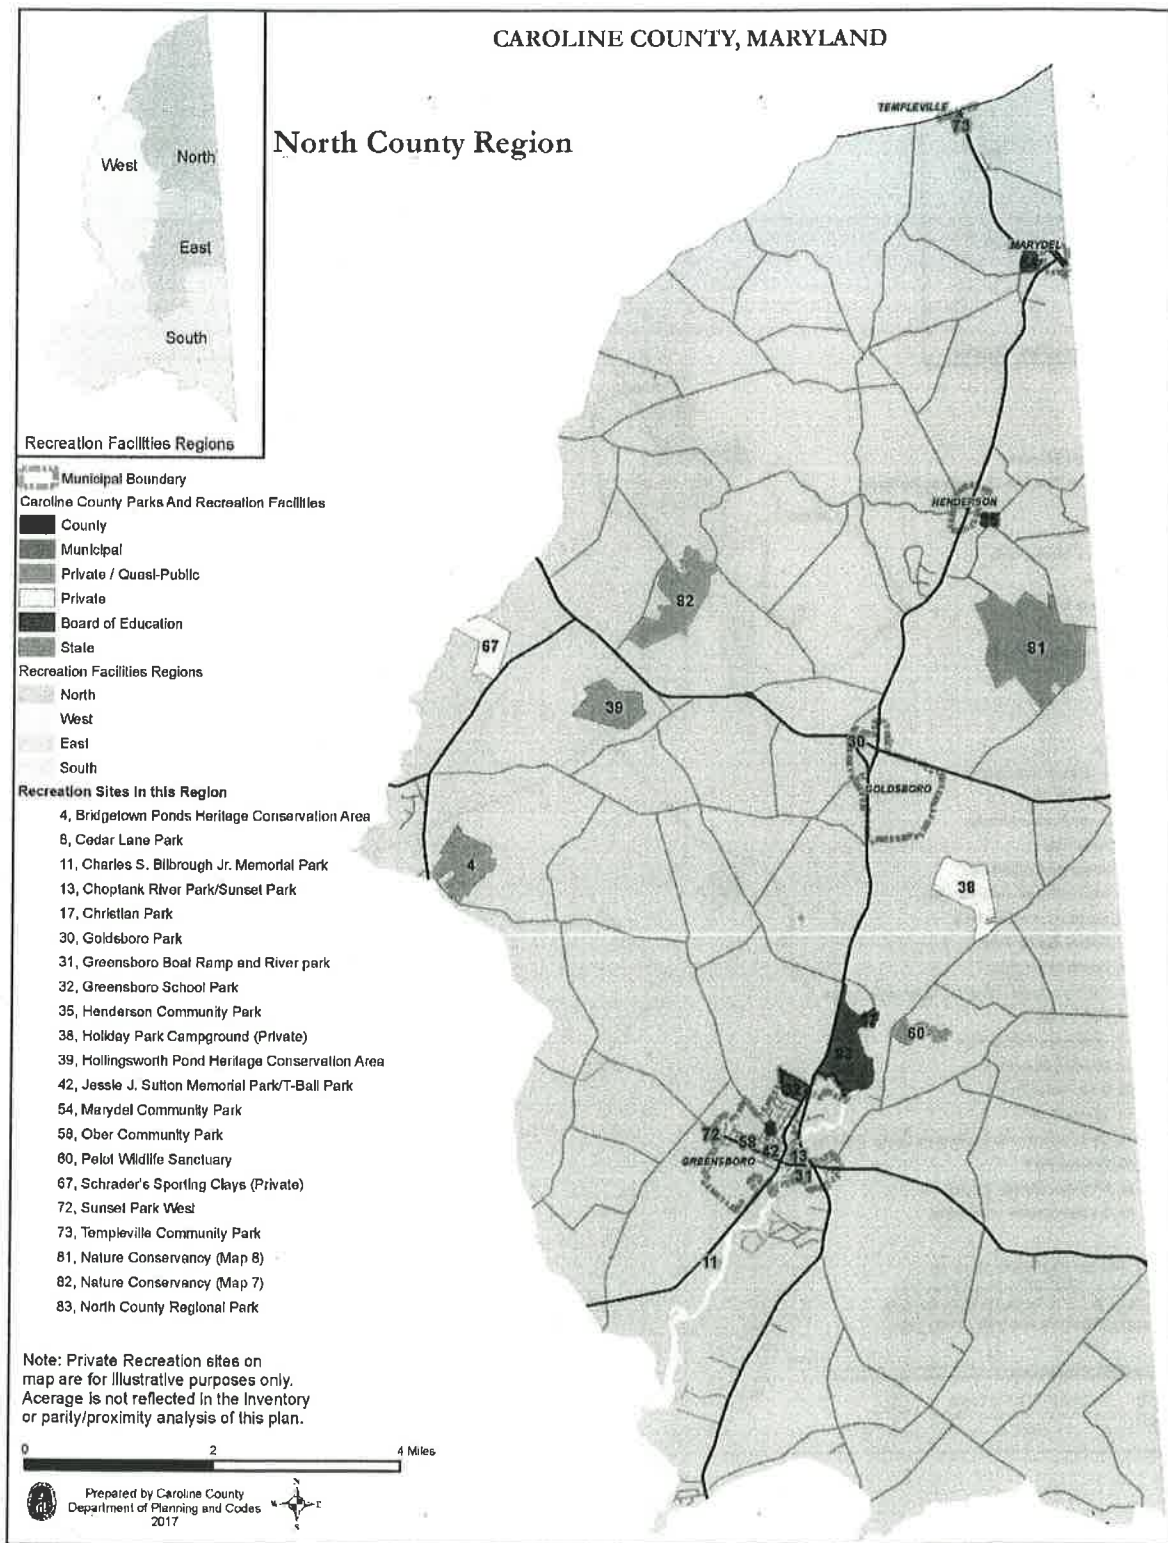 CAROLINE COUNTY, MARYLAND
North County Region
West
North
East
South
Recreation Facilities Regions
Municipal Boundary
Caroline County Parks And Recreation Facilities
County
Municipal
Private / Quasi-Public
Private
Board of Education
State
Recreation Facilities Regions
North
West
East
South
Recreation Sites in this Region
4, Bridgetown Ponds Heritage Conservation Area
8, Cedar Lane Park
11, Charles S. Bilbrough Jr. Memorial Park
13, Choptank River Park/Sunset Park
17, Christian Park
30, Goldsboro Park
31, Greensboro Boat Ramp and River park
32, Greensboro School Park
35, Henderson Community Park
38, Holiday Park Campground (Private)
39, Hollingsworth Pond Heritage Conservation Area
42, Jessie J. Sutton Memorial Park/T-Ball Park
54, Marydel Community Park
58, Ober Community Park
60, Pelot Wildlife Sanctuary
67, Schrader's Sporting Clays (Private)
72, Sunset Park West
73, Templeville Community Park
81, Nature Conservancy (Map 8)
82, Nature Conservancy (Map 7)
83, North County Regional Park
Note: Private Recreation sites on
map are for illustrative purposes only.
Acerage is not reflected in the inventory
or parity/proximity analysis of this plan.
0 2 4 Miles
Prepared by Caroline County
Department of Planning and Codes
2017
N
W E
S
TEMPLEVILLE
73
MARYDEL
HENDERSON
35
82
81
67
39
30
GOLDSBORO
4
38
83
60
32
72
58
42
13
GREENSBORO
31
11